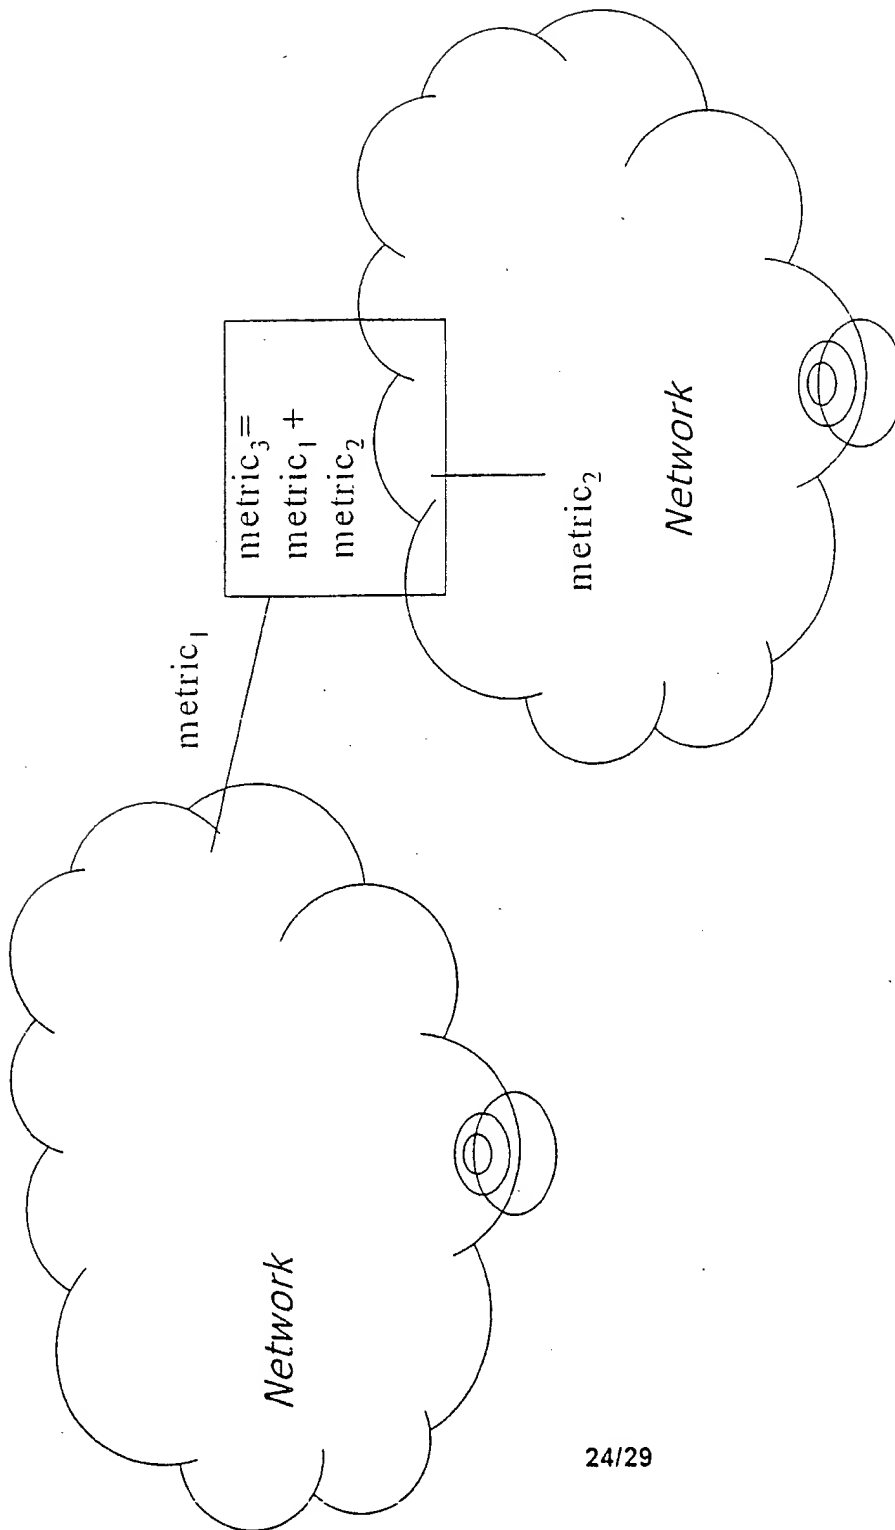 Network
metric₁
metric₃=
metric₁ +
metric₂
metric₂
Network
24/29